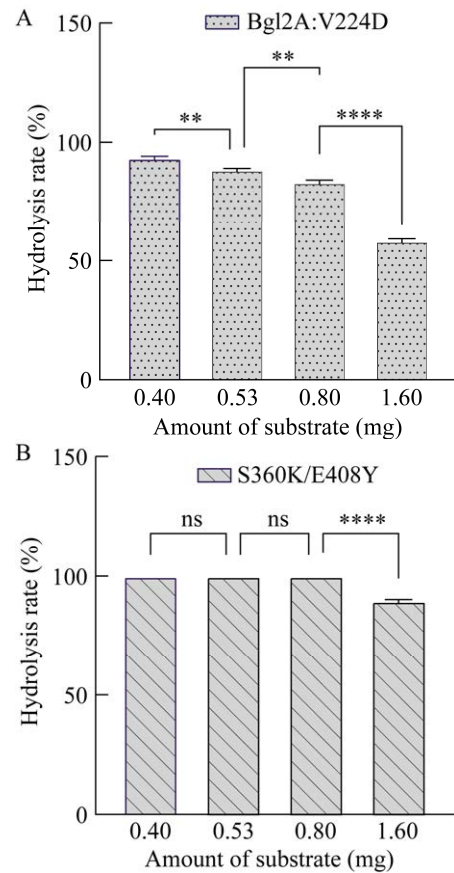 A
Bgl2A:V224D
150
100
50
0
Hydrolysis rate (%)
**
**
****
0.40 0.53 0.80 1.60
Amount of substrate (mg)
B
S360K/E408Y
150
100
50
0
Hydrolysis rate (%)
ns
ns
****
0.40 0.53 0.80 1.60
Amount of substrate (mg)